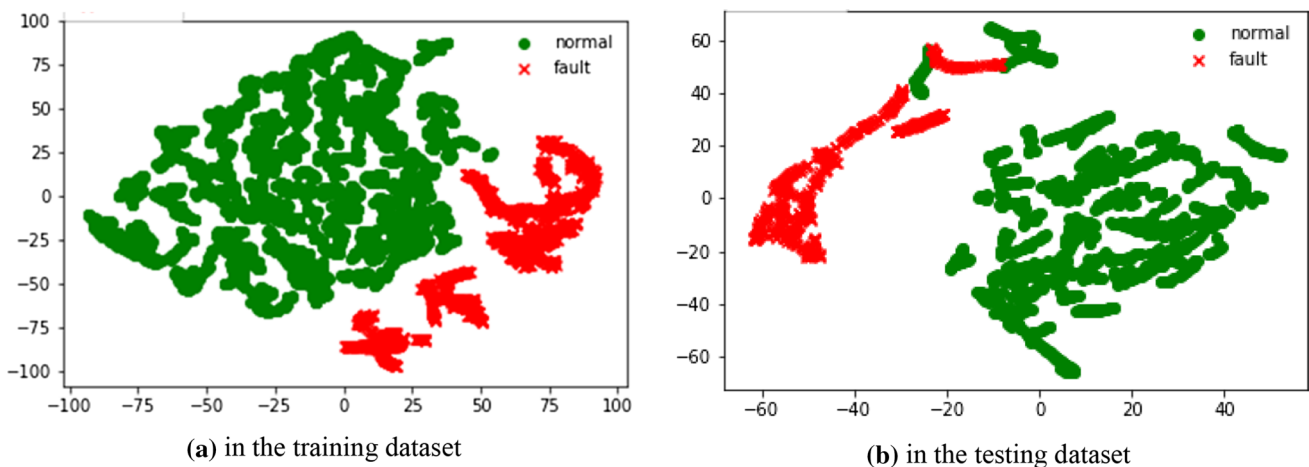 100
75
50
25
0
−25
−50
−75
−100
−100 −75 −50 −25 0 25 50 75 100
normal
fault
(a) in the training dataset
60
40
20
0
−20
−40
−60
−60 −40 −20 0 20 40
normal
fault
(b) in the testing dataset